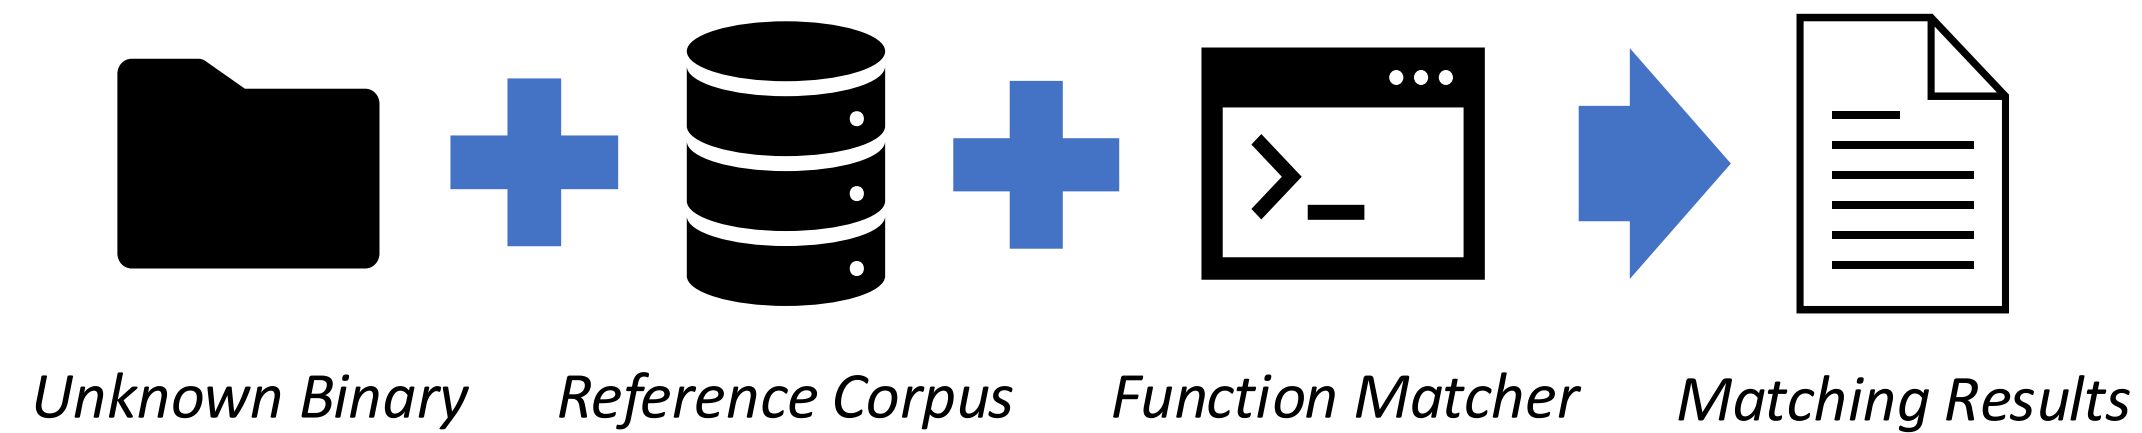 Unknown Binary
Reference Corpus
Function Matcher
Matching Results